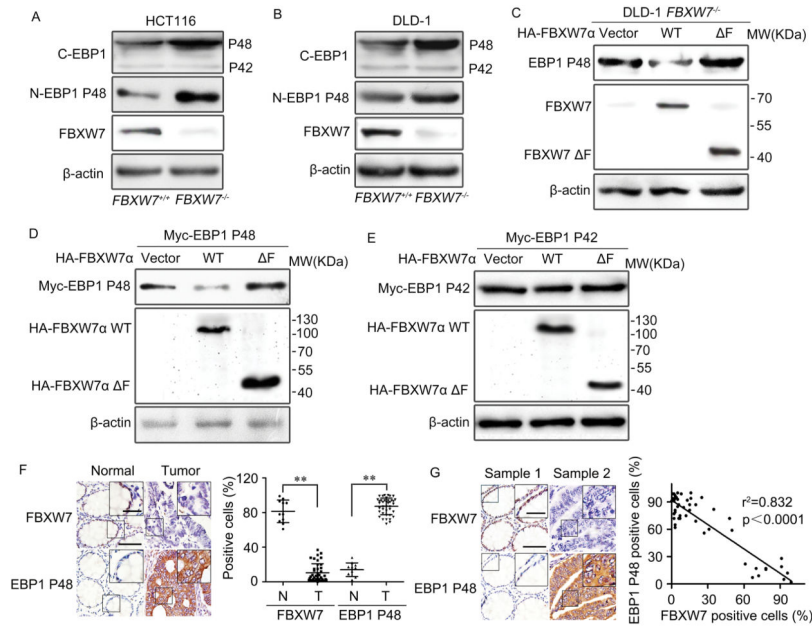 A
HCT116
C-EBP1
P48
P42
N-EBP1 P48
FBXW7
β-actin
FBXW7+/+ FBXW7-/-
B
DLD-1
C-EBP1
P48
P42
N-EBP1 P48
FBXW7
β-actin
FBXW7+/+ FBXW7-/-
C
DLD-1 FBXW7-/-
HA-FBXW7α Vector WT ΔF MW(KDa)
EBP1 P48
FBXW7
-70
-55
FBXW7 ΔF
-40
β-actin
D
Myc-EBP1 P48
HA-FBXW7α Vector WT ΔF MW(KDa)
Myc-EBP1 P48
HA-FBXW7α WT
-130
-100
-70
-55
HA-FBXW7α ΔF
-40
β-actin
E
Myc-EBP1 P42
HA-FBXW7α Vector WT ΔF MW(KDa)
Myc-EBP1 P42
HA-FBXW7α WT
-130
-100
-70
-55
HA-FBXW7α ΔF
-40
β-actin
F
Normal Tumor
FBXW7
EBP1 P48
Positive cells (%)
120
80
40
0
** **
N T N T
FBXW7 EBP1 P48
G
Sample 1 Sample 2
FBXW7
EBP1 P48
EBP1 P48 positive cells (%)
120
90
60
30
0
r²=0.832
p<0.0001
0 30 60 90
FBXW7 positive cells (%)